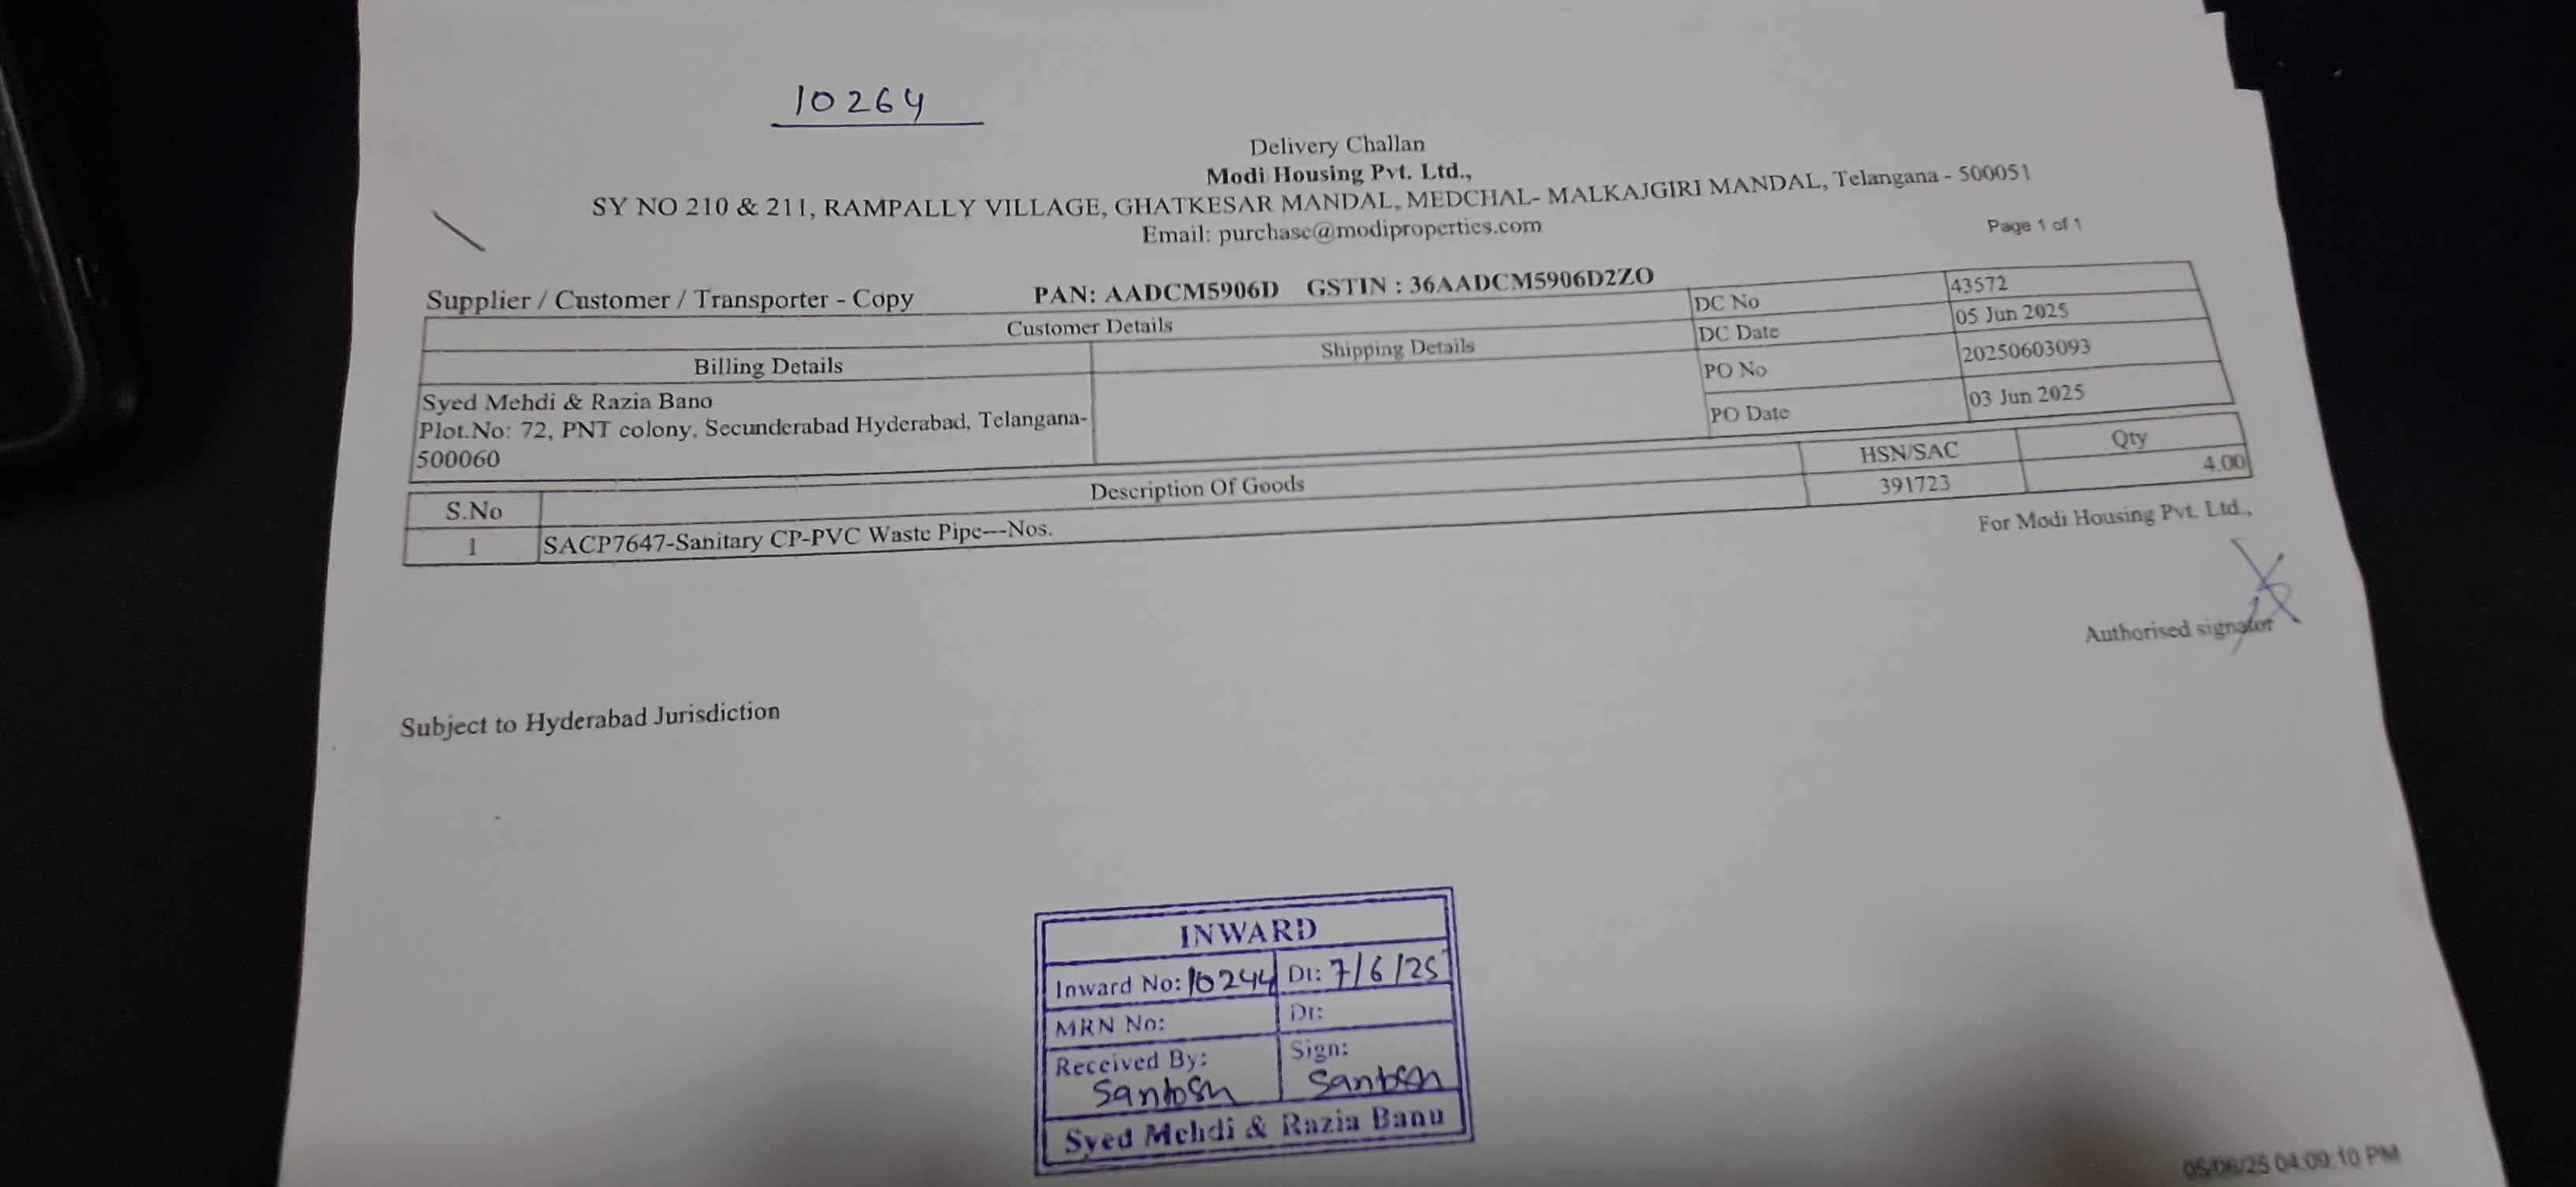 10264
Delivery Challan
Modi Housing Pvt. Ltd.,
SY NO 210 & 211, RAMPALLY VILLAGE, GHATKESAR MANDAL, MEDCHAL- MALKAJGIRI MANDAL, Telangana - 500051
Email: purchase@modiproperties.com
Page 1 of 1
Supplier / Customer / Transporter - Copy
PAN: AADCM5906D GSTIN : 36AADCM5906D2ZO
Customer Details
Billing Details
Shipping Details
Syed Mehdi & Razia Bano
Plot.No: 72, PNT colony, Secunderabad Hyderabad, Telangana-
500060
DC No 43572
DC Date 05 Jun 2025
PO No 20250603093
PO Date 03 Jun 2025
S.No Description Of Goods HSN/SAC Qty
1 SACP7647-Sanitary CP-PVC Waste Pipe---Nos. 391723 4.00
For Modi Housing Pvt. Ltd.,
Authorised signator
Subject to Hyderabad Jurisdiction
INWARD
Inward No: 10244 Dt: 7/6/25
MRN No: Dt:
Received By: Sign:
Santosh Santosh
Syed Mehdi & Razia Banu
05/06/25 04:09:10 PM